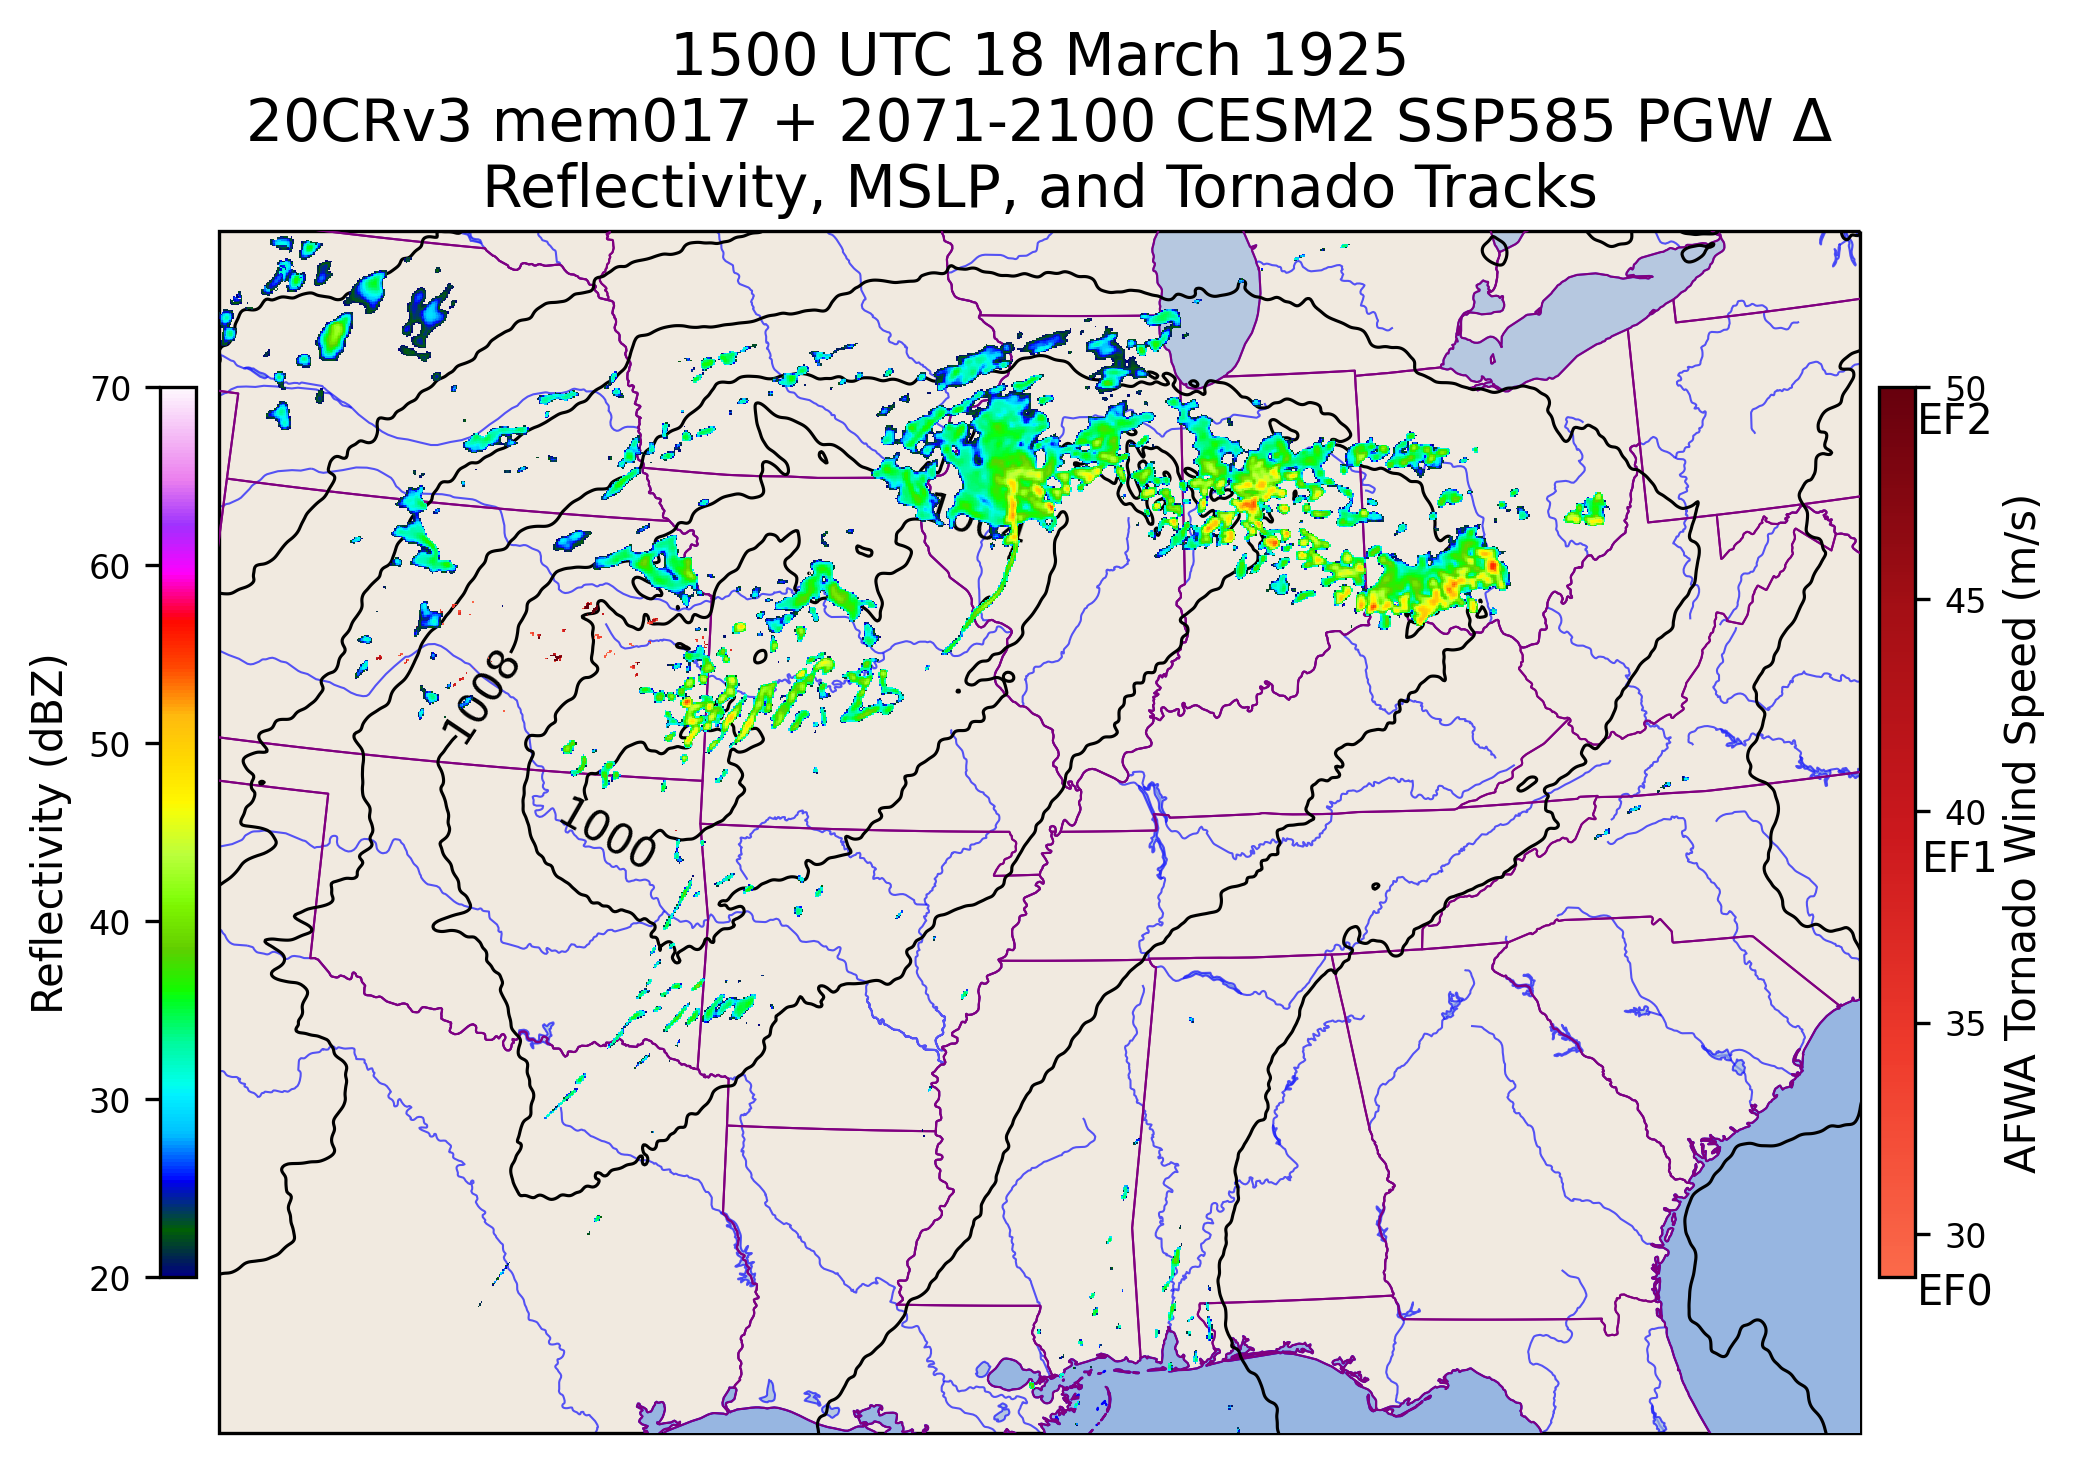 1500 UTC 18 March 1925
20CRv3 mem017 + 2071-2100 CESM2 SSP585 PGW Δ
Reflectivity, MSLP, and Tornado Tracks
Reflectivity (dBZ)
70
60
50
40
30
20
1008
1000
50
EF2
45
40
EF1
35
30
EF0
AFWA Tornado Wind Speed (m/s)